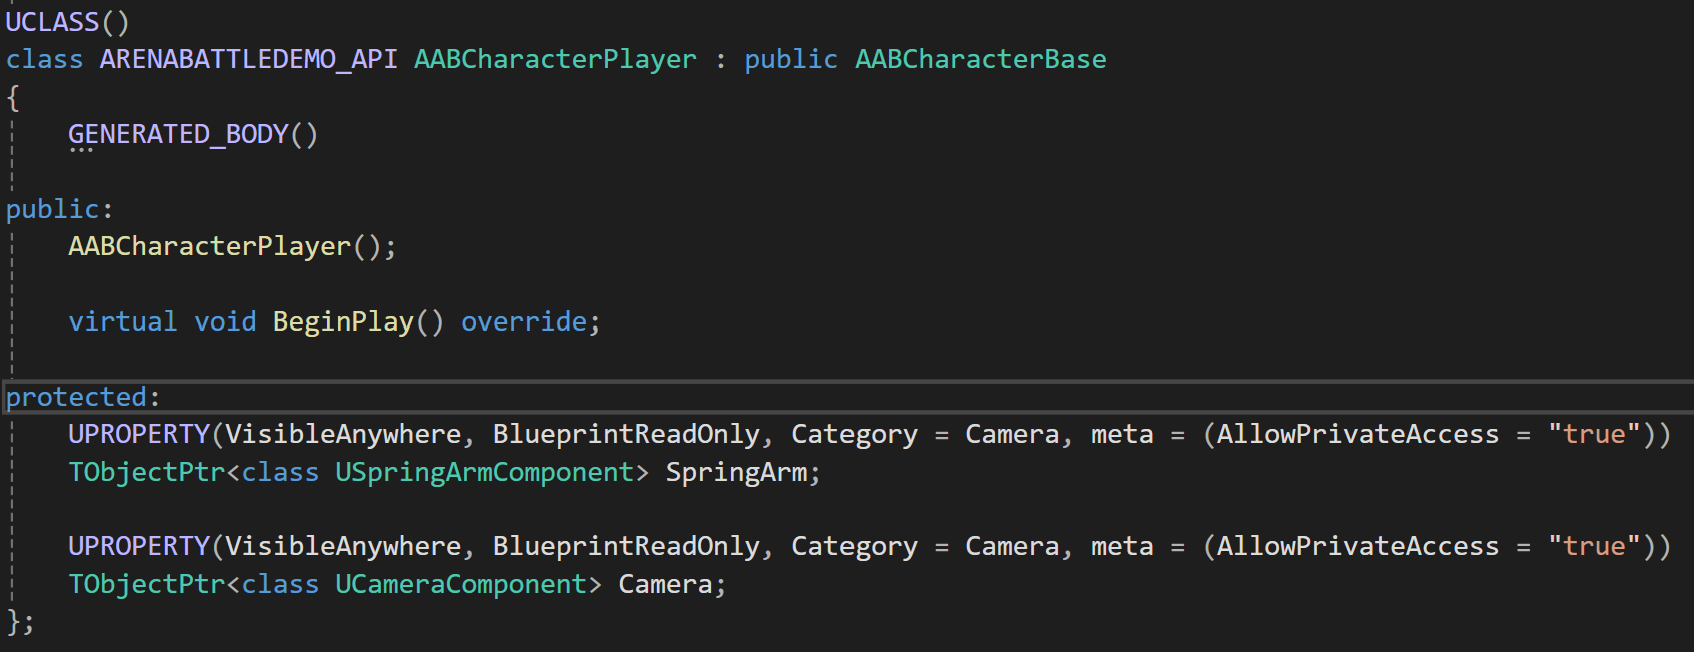 UCLASS()
class ARENABATTLEDEMO_API AABCharacterPlayer : public AABCharacterBase
{
    GENERATED_BODY()

public:
    AABCharacterPlayer();

    virtual void BeginPlay() override;

protected:
    UPROPERTY(VisibleAnywhere, BlueprintReadOnly, Category = Camera, meta = (AllowPrivateAccess = "true"))
    TObjectPtr<class USpringArmComponent> SpringArm;

    UPROPERTY(VisibleAnywhere, BlueprintReadOnly, Category = Camera, meta = (AllowPrivateAccess = "true"))
    TObjectPtr<class UCameraComponent> Camera;
};